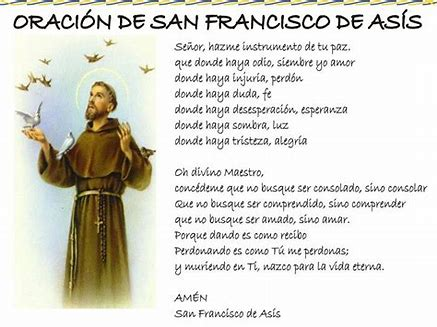 ORACIÓN DE SAN FRANCISCO DE ASÍS
Señor, hazme instrumento de tu paz.
que donde haya odio, siembre yo amor
donde haya injuria, perdón
donde haya duda, fe
donde haya desesperación, esperanza
donde haya sombra, luz
donde haya tristeza, alegría
Oh divino Maestro,
concédeme que no busque ser consolado, sino consolar
Que no busque ser comprendido, sino comprender
que no busque ser amado, sino amar.
Porque dando es como recibo
Perdonando es como Tú me perdonas;
y muriendo en Ti, nazco para la vida eterna.
AMÉN
San Francisco de Asís